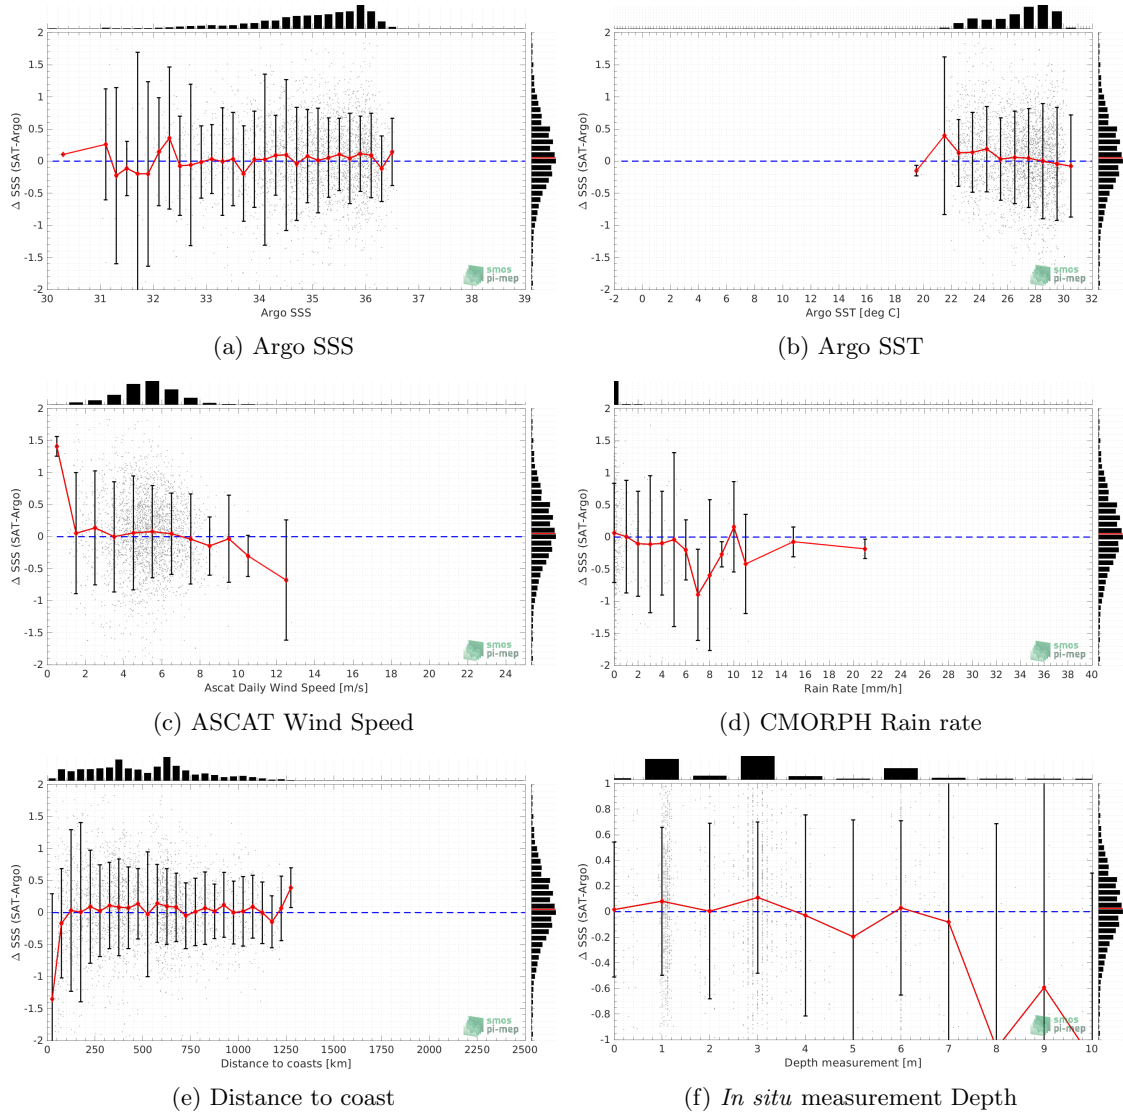 2
1.5
1
0.5
0
-0.5
-1
-1.5
-2
Δ SSS (SAT-Argo)
30 31 32 33 34 35 36 37 38 39
Argo SSS
smos
pi-mep
(a) Argo SSS
2
1.5
1
0.5
0
-0.5
-1
-1.5
-2
Δ SSS (SAT-Argo)
-2 0 2 4 6 8 10 12 14 16 18 20 22 24 26 28 30 32
Argo SST [deg C]
smos
pi-mep
(b) Argo SST
2
1.5
1
0.5
0
-0.5
-1
-1.5
-2
Δ SSS (SAT-Argo)
0 2 4 6 8 10 12 14 16 18 20 22 24
Ascat Daily Wind Speed [m/s]
smos
pi-mep
(c) ASCAT Wind Speed
2
1.5
1
0.5
0
-0.5
-1
-1.5
-2
Δ SSS (SAT-Argo)
0 2 4 6 8 10 12 14 16 18 20 22 24 26 28 30 32 34 36 38 40
Rain Rate [mm/h]
smos
pi-mep
(d) CMORPH Rain rate
2
1.5
1
0.5
0
-0.5
-1
-1.5
-2
Δ SSS (SAT-Argo)
0 250 500 750 1000 1250 1500 1750 2000 2250 2500
Distance to coasts [km]
smos
pi-mep
(e) Distance to coast
1
0.8
0.6
0.4
0.2
0
-0.2
-0.4
-0.6
-0.8
-1
Δ SSS (SAT-Argo)
0 1 2 3 4 5 6 7 8 9 10
Depth measurement [m]
smos
pi-mep
(f) In situ measurement Depth